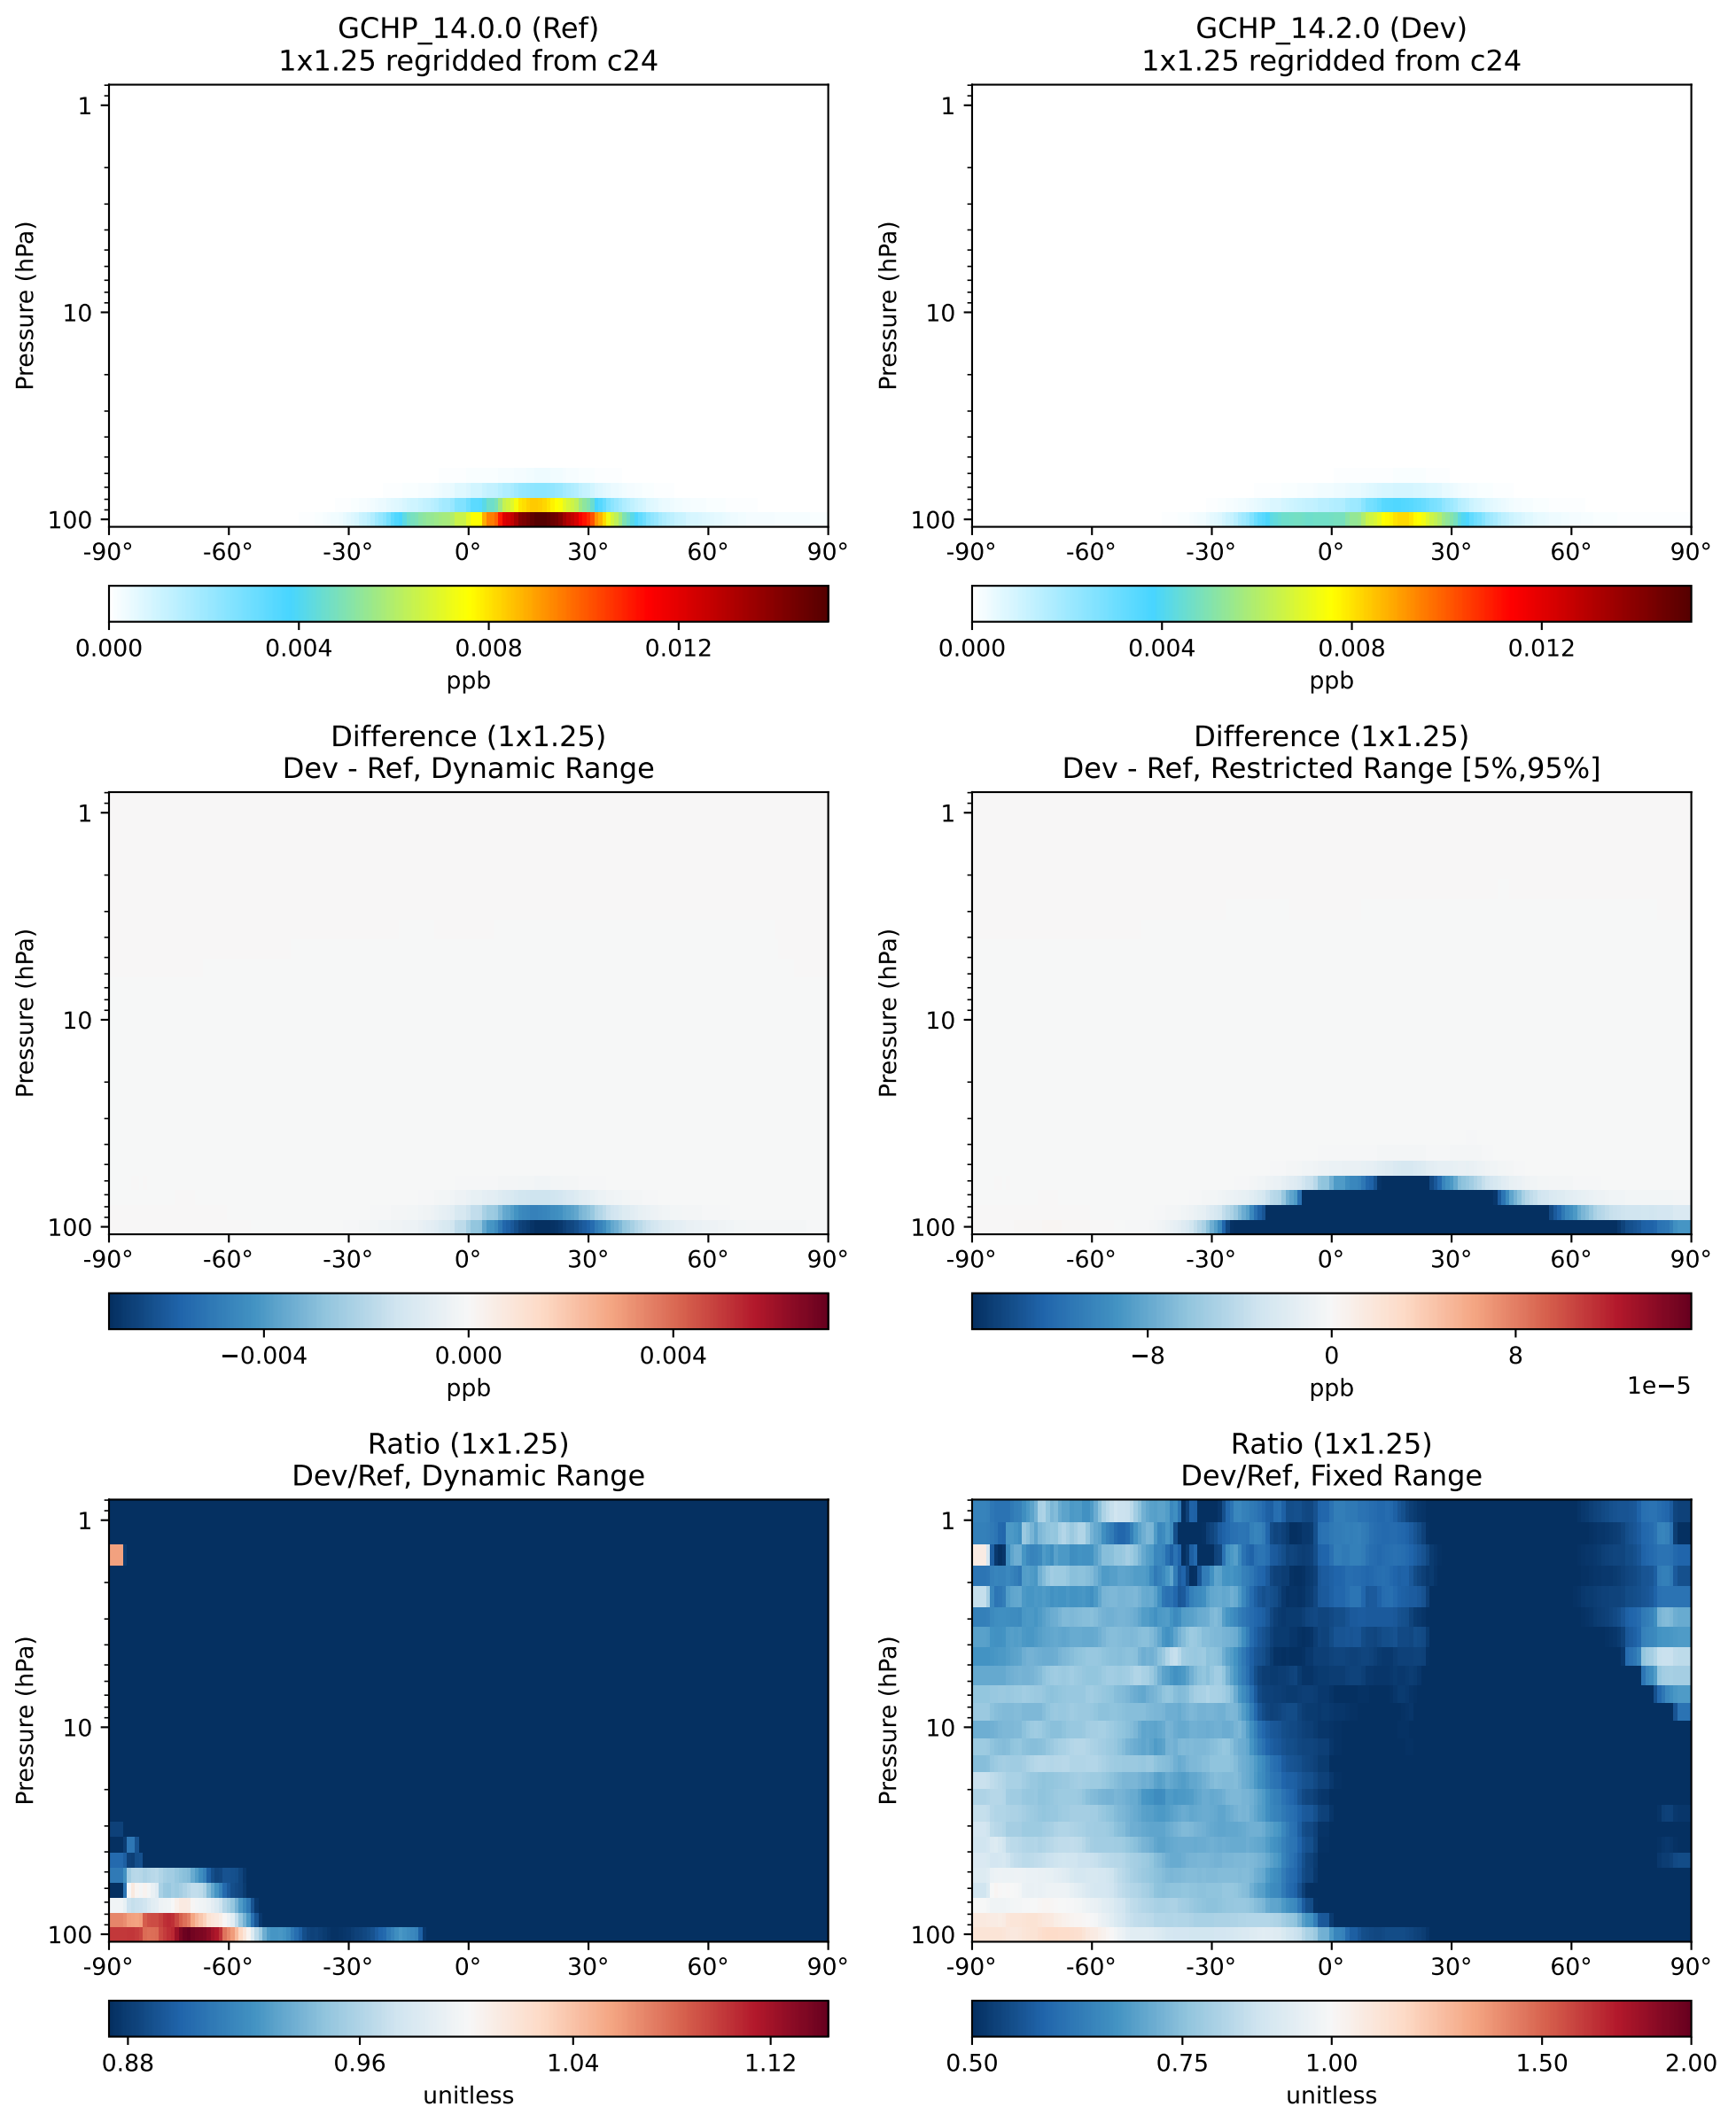 GCHP_14.0.0 (Ref)
1x1.25 regridded from c24
Pressure (hPa)
1
10
100
-90° -60° -30° 0° 30° 60° 90°
0.000 0.004 0.008 0.012
ppb
GCHP_14.2.0 (Dev)
1x1.25 regridded from c24
Pressure (hPa)
1
10
100
-90° -60° -30° 0° 30° 60° 90°
0.000 0.004 0.008 0.012
ppb
Difference (1x1.25)
Dev - Ref, Dynamic Range
Pressure (hPa)
1
10
100
-90° -60° -30° 0° 30° 60° 90°
−0.004 0.000 0.004
ppb
Difference (1x1.25)
Dev - Ref, Restricted Range [5%,95%]
Pressure (hPa)
1
10
100
-90° -60° -30° 0° 30° 60° 90°
−8 0 8
ppb
1e−5
Ratio (1x1.25)
Dev/Ref, Dynamic Range
Pressure (hPa)
1
10
100
-90° -60° -30° 0° 30° 60° 90°
0.88 0.96 1.04 1.12
unitless
Ratio (1x1.25)
Dev/Ref, Fixed Range
Pressure (hPa)
1
10
100
-90° -60° -30° 0° 30° 60° 90°
0.50 0.75 1.00 1.50 2.00
unitless